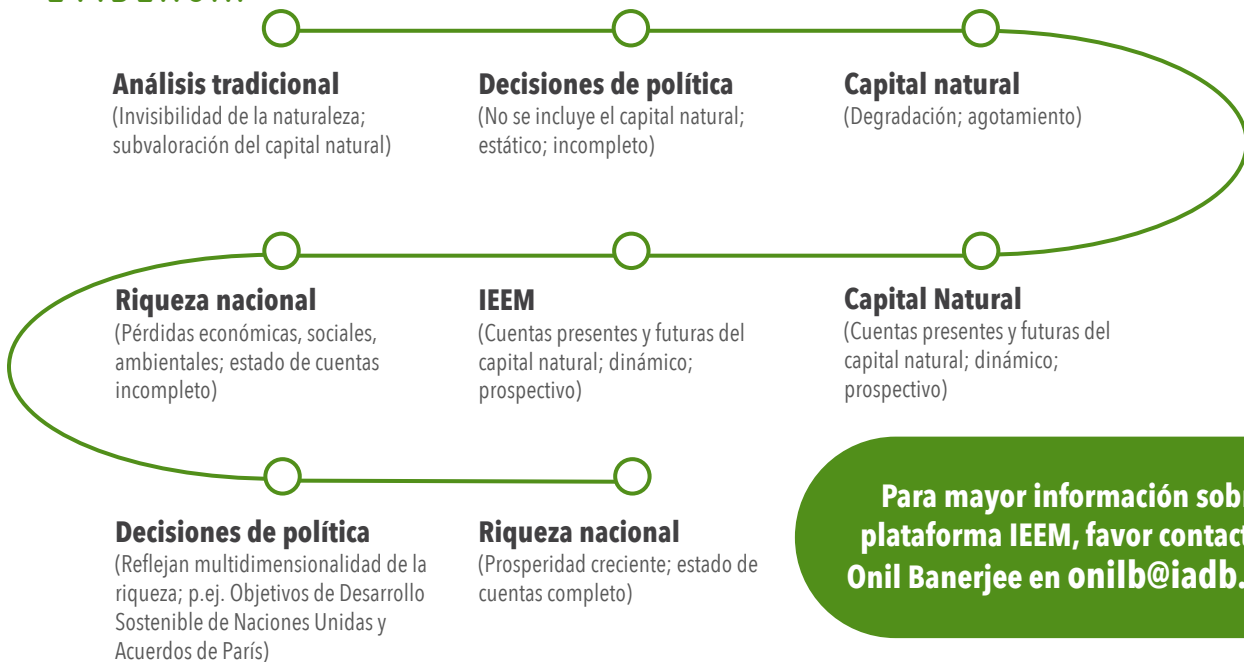 Análisis tradicional
(Invisibilidad de la naturaleza;
subvaloración del capital natural)
Decisiones de política
(No se incluye el capital natural;
estático; incompleto)
Capital natural
(Degradación; agotamiento)
Riqueza nacional
(Pérdidas económicas, sociales,
ambientales; estado de cuentas
incompleto)
IEEM
(Cuentas presentes y futuras del
capital natural; dinámico;
prospectivo)
Capital Natural
(Cuentas presentes y futuras del
capital natural; dinámico;
prospectivo)
Decisiones de política
(Reflejan multidimensionalidad de la
riqueza; p.ej. Objetivos de Desarrollo
Sostenible de Naciones Unidas y
Acuerdos de París)
Riqueza nacional
(Prosperidad creciente; estado de
cuentas completo)
Para mayor información
plataforma IEEM, favor
Onil Banerjee en onilb@iadb.